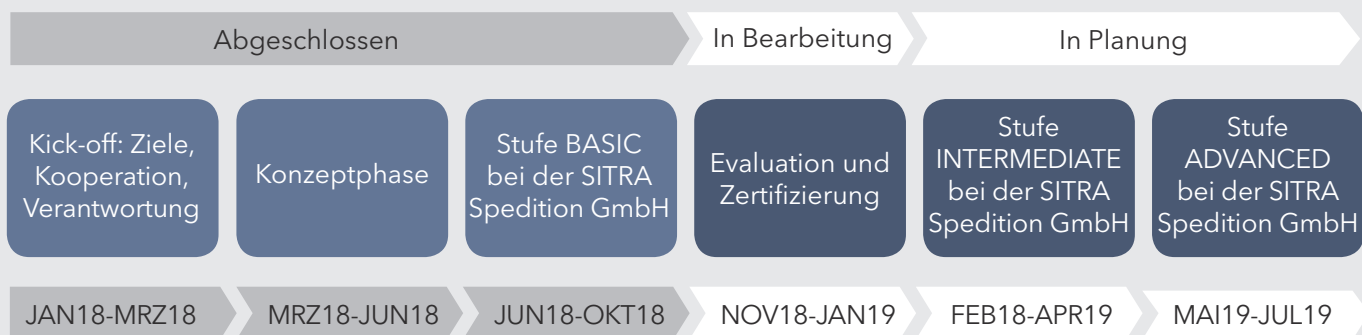 Abgeschlossen
In Bearbeitung
In Planung
Kick-off: Ziele,
Kooperation,
Verantwortung
Konzeptphase
Stufe BASIC
bei der SITRA
Spedition GmbH
Evaluation und
Zertifizierung
Stufe
INTERMEDIATE
bei der SITRA
Spedition GmbH
Stufe
ADVANCED
bei der SITRA
Spedition GmbH
JAN18-MRZ18
MRZ18-JUN18
JUN18-OKT18
NOV18-JAN19
FEB18-APR19
MAI19-JUL19